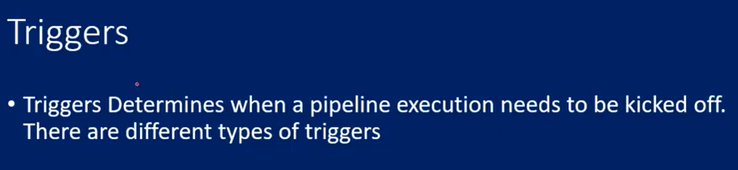 Triggers
• Triggers Determines when a pipeline execution needs to be kicked off.
There are different types of triggers